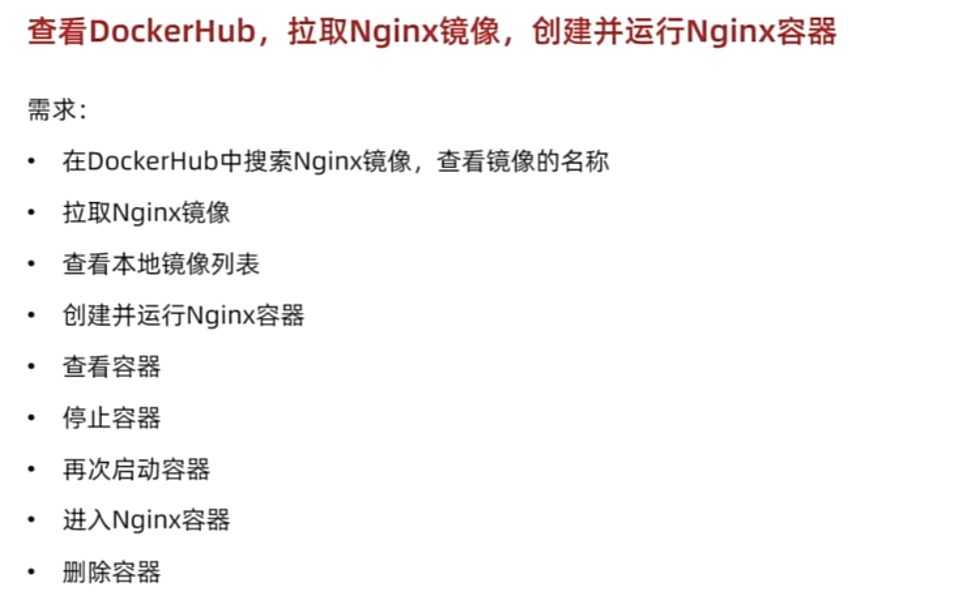 查看DockerHub，拉取Nginx镜像，创建并运行Nginx容器
需求：
• 在DockerHub中搜索Nginx镜像，查看镜像的名称
• 拉取Nginx镜像
• 查看本地镜像列表
• 创建并运行Nginx容器
• 查看容器
• 停止容器
• 再次启动容器
• 进入Nginx容器
• 删除容器